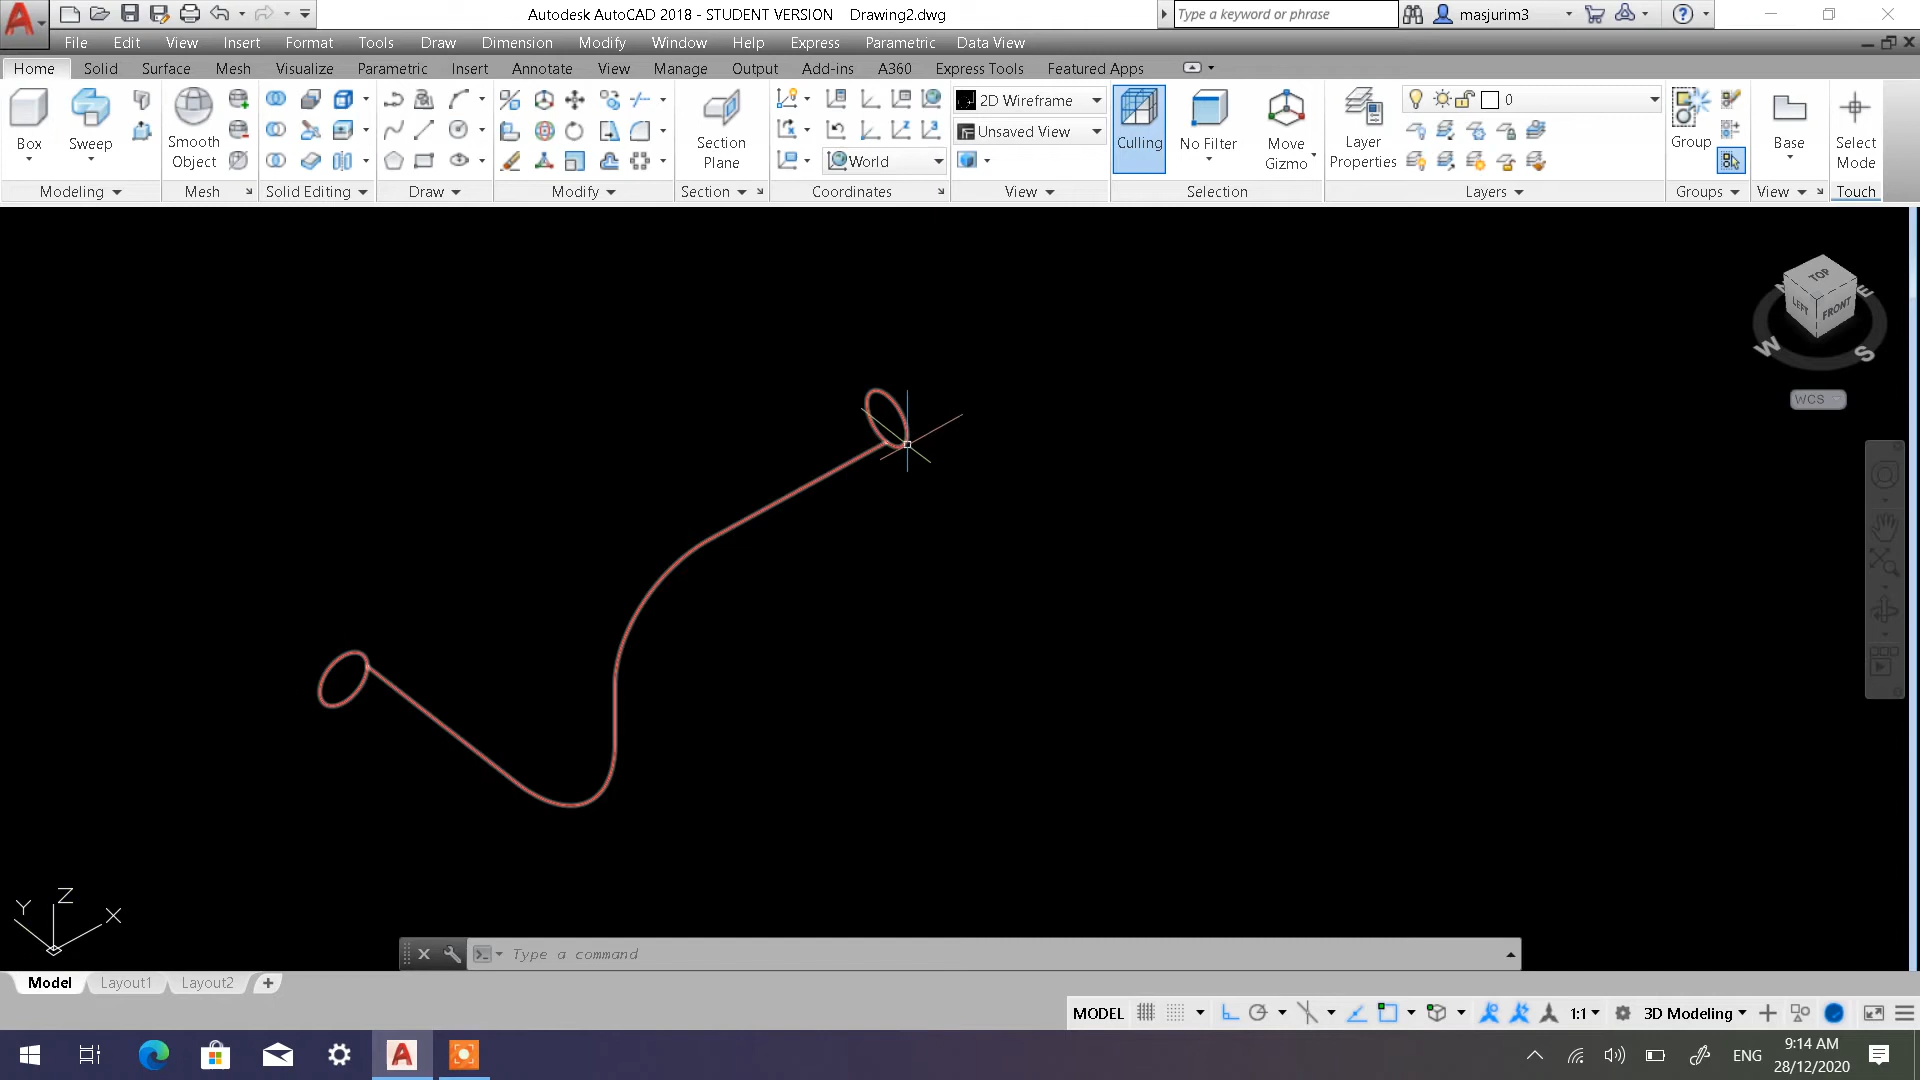 Autodesk AutoCAD 2018 - STUDENT VERSION Drawing2.dwg
Type a keyword or phrase
masjurim3
File Edit View Insert Format Tools Draw Dimension Modify Window Help Express Parametric Data View
Home Solid Surface Mesh Visualize Parametric Insert Annotate View Manage Output Add-ins A360 Express Tools Featured Apps
2D Wireframe
0
Unsaved View
Box Sweep Smooth Object Section Plane Culling No Filter Move Gizmo Layer Properties Group Base Select Mode
World
Modeling Mesh Solid Editing Draw Modify Section Coordinates View Selection Layers Groups View Touch
TOP
LEFT FRONT
E
W S
WCS
Y Z X
Type a command
Model Layout1 Layout2
MODEL 1:1 3D Modeling
ENG
9:14 AM
28/12/2020